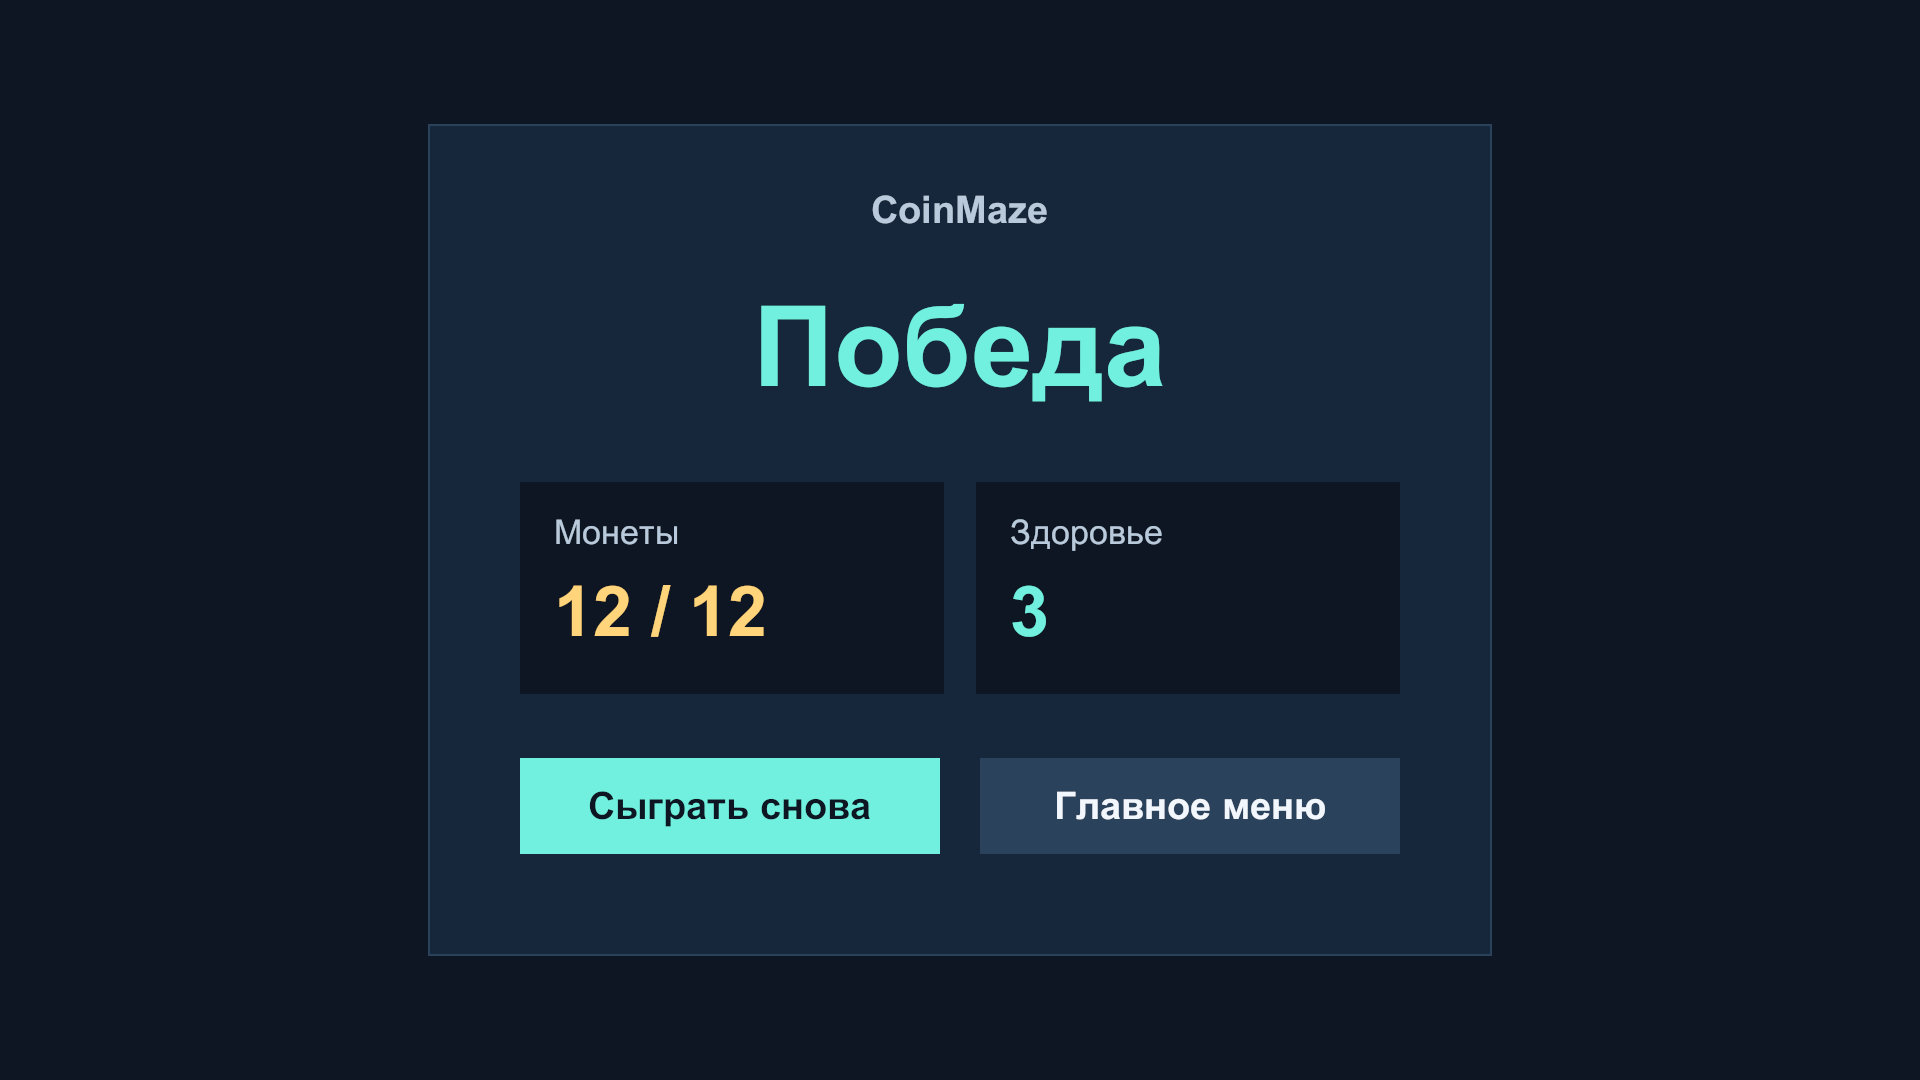 CoinMaze
Победа
Монеты
Здоровье
12 / 12
3
Сыграть снова
Главное меню